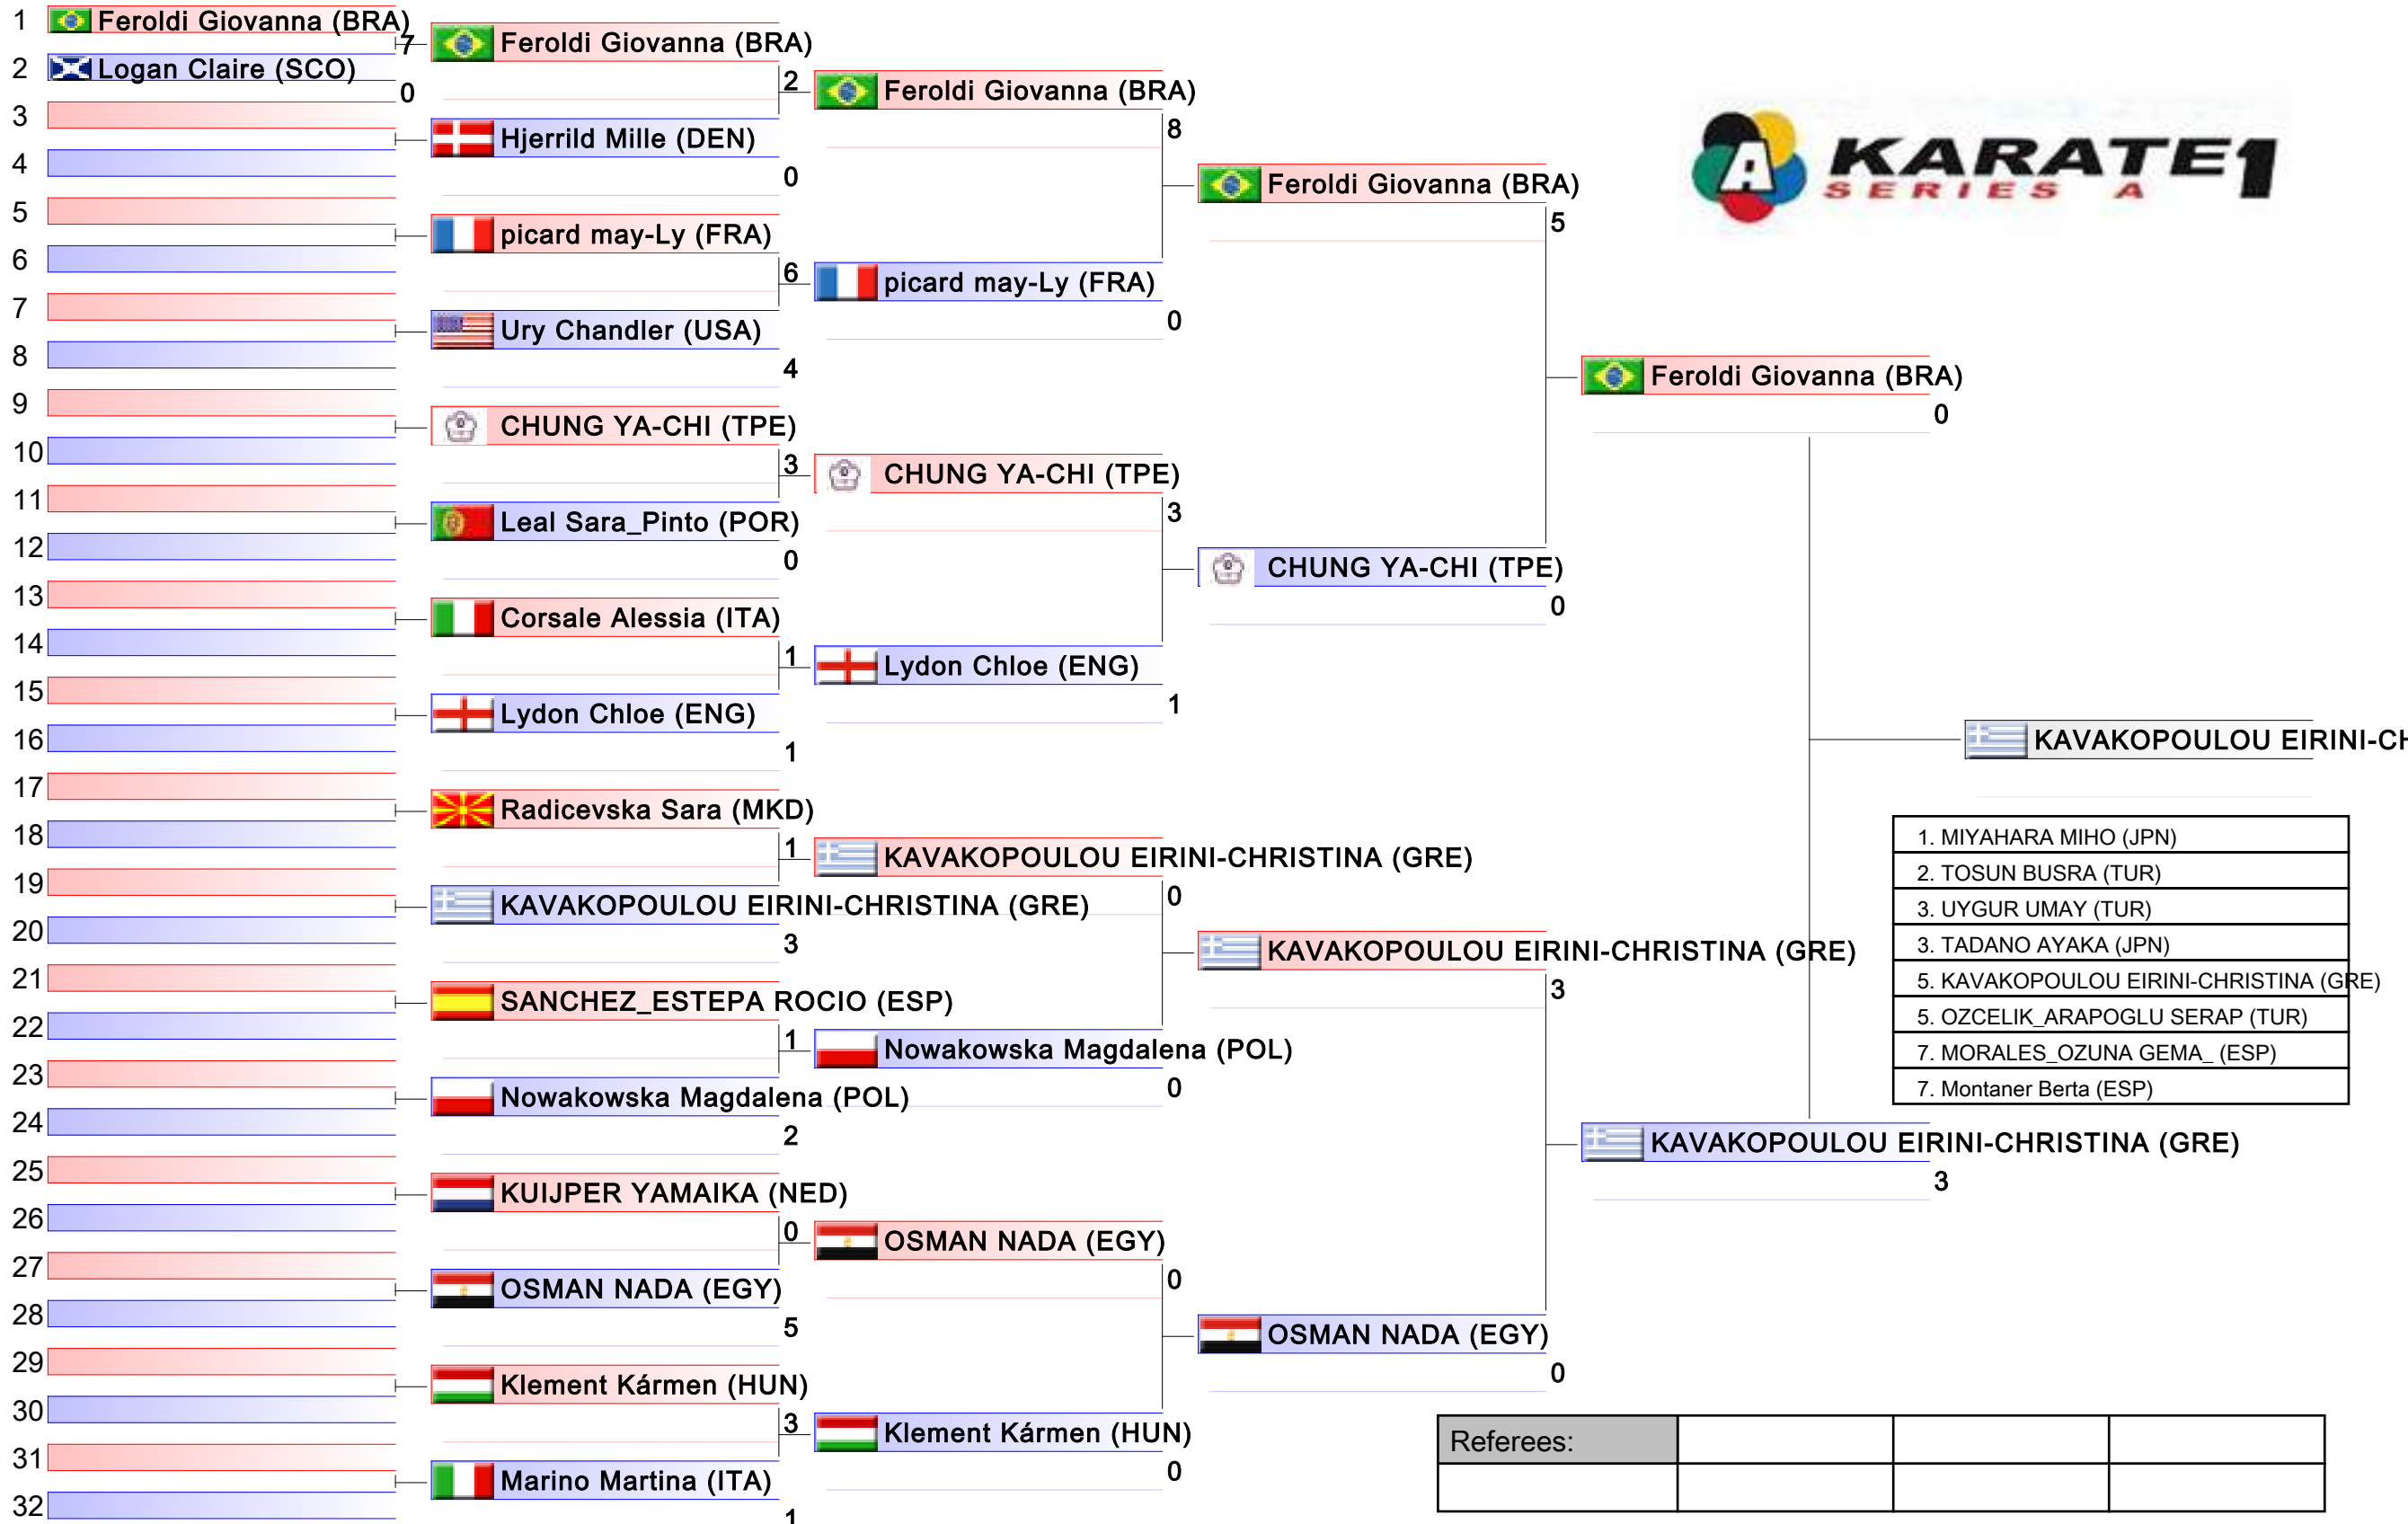 1 Feroldi Giovanna (BRA)
7
2 Logan Claire (SCO)
0
3
4
5
6
7
8
9
10
11
12
13
14
15
16
17
18
19
20
21
22
23
24
25
26
27
28
29
30
31
32
Feroldi Giovanna (BRA)
2
Hjerrild Mille (DEN)
0
picard may-Ly (FRA)
6
Ury Chandler (USA)
4
CHUNG YA-CHI (TPE)
3
Leal Sara_Pinto (POR)
0
Corsale Alessia (ITA)
1
Lydon Chloe (ENG)
1
Radicevska Sara (MKD)
1
KAVAKOPOULOU EIRINI-CHRISTINA (GRE)
3
SANCHEZ_ESTEPA ROCIO (ESP)
1
Nowakowska Magdalena (POL)
2
KUIJPER YAMAIKA (NED)
0
OSMAN NADA (EGY)
5
Klement Kármen (HUN)
3
Marino Martina (ITA)
1
Feroldi Giovanna (BRA)
8
picard may-Ly (FRA)
0
CHUNG YA-CHI (TPE)
3
Lydon Chloe (ENG)
1
KAVAKOPOULOU EIRINI-CHRISTINA (GRE)
0
Nowakowska Magdalena (POL)
0
OSMAN NADA (EGY)
0
Klement Kármen (HUN)
0
Feroldi Giovanna (BRA)
5
CHUNG YA-CHI (TPE)
0
KAVAKOPOULOU EIRINI-CHRISTINA (GRE)
3
OSMAN NADA (EGY)
0
Feroldi Giovanna (BRA)
0
KAVAKOPOULOU EIRINI-CHRISTINA (GRE)
3
A KARATE1
SERIES A
KAVAKOPOULOU EIRINI-CH
1. MIYAHARA MIHO (JPN)
2. TOSUN BUSRA (TUR)
3. UYGUR UMAY (TUR)
3. TADANO AYAKA (JPN)
5. KAVAKOPOULOU EIRINI-CHRISTINA (GRE)
5. OZCELIK_ARAPOGLU SERAP (TUR)
7. MORALES_OZUNA GEMA_ (ESP)
7. Montaner Berta (ESP)
Referees: